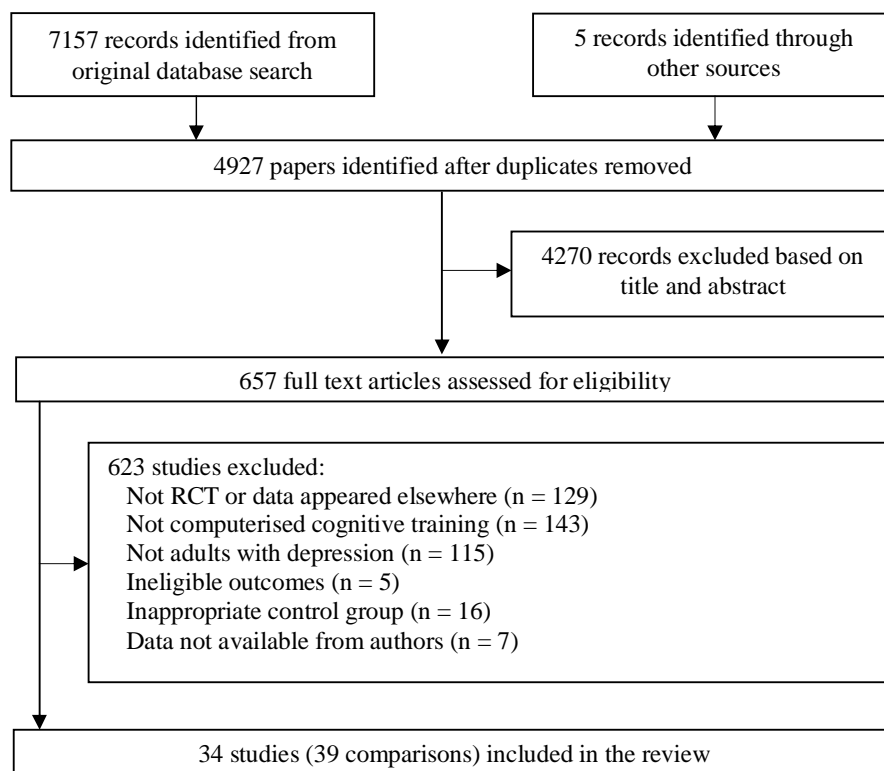 7157 records identified from
original database search
5 records identified through
other sources
4927 papers identified after duplicates removed
4270 records excluded based on
title and abstract
657 full text articles assessed for eligibility
623 studies excluded:
Not RCT or data appeared elsewhere (n = 129)
Not computerised cognitive training (n = 143)
Not adults with depression (n = 115)
Ineligible outcomes (n = 5)
Inappropriate control group (n = 16)
Data not available from authors (n = 7)
34 studies (39 comparisons) included in the review